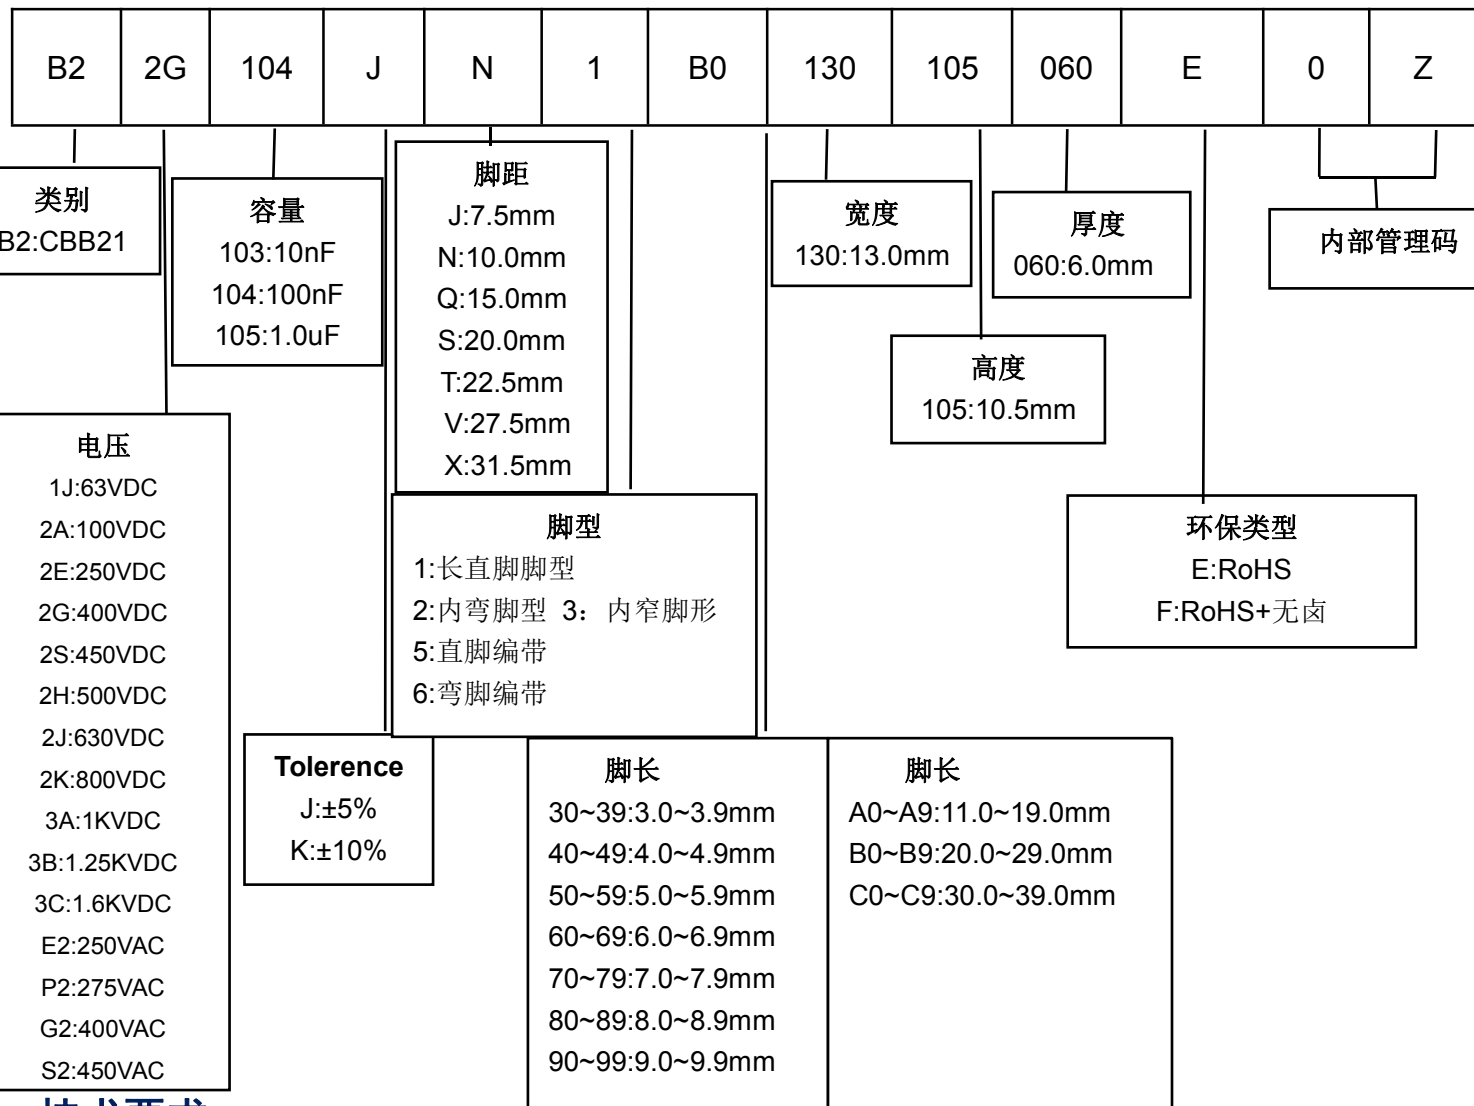 B2 2G 104 J N 1 B0 130 105 060 E 0 Z
类别
B2:CBB21
容量
103:10nF
104:100nF
105:1.0uF
脚距
J:7.5mm
N:10.0mm
Q:15.0mm
S:20.0mm
T:22.5mm
V:27.5mm
X:31.5mm
宽度
130:13.0mm
厚度
060:6.0mm
内部管理码
高度
105:10.5mm
电压
1J:63VDC
2A:100VDC
2E:250VDC
2G:400VDC
2S:450VDC
2H:500VDC
2J:630VDC
2K:800VDC
3A:1KVDC
3B:1.25KVDC
3C:1.6KVDC
E2:250VAC
P2:275VAC
G2:400VAC
S2:450VAC
脚型
1:长直脚脚型
2:内弯脚型 3：内窄脚形
5:直脚编带
6:弯脚编带
环保类型
E:RoHS
F:RoHS+无卤
Tolerence
J:±5%
K:±10%
脚长
30~39:3.0~3.9mm
40~49:4.0~4.9mm
50~59:5.0~5.9mm
60~69:6.0~6.9mm
70~79:7.0~7.9mm
80~89:8.0~8.9mm
90~99:9.0~9.9mm
脚长
A0~A9:11.0~19.0mm
B0~B9:20.0~29.0mm
C0~C9:30.0~39.0mm